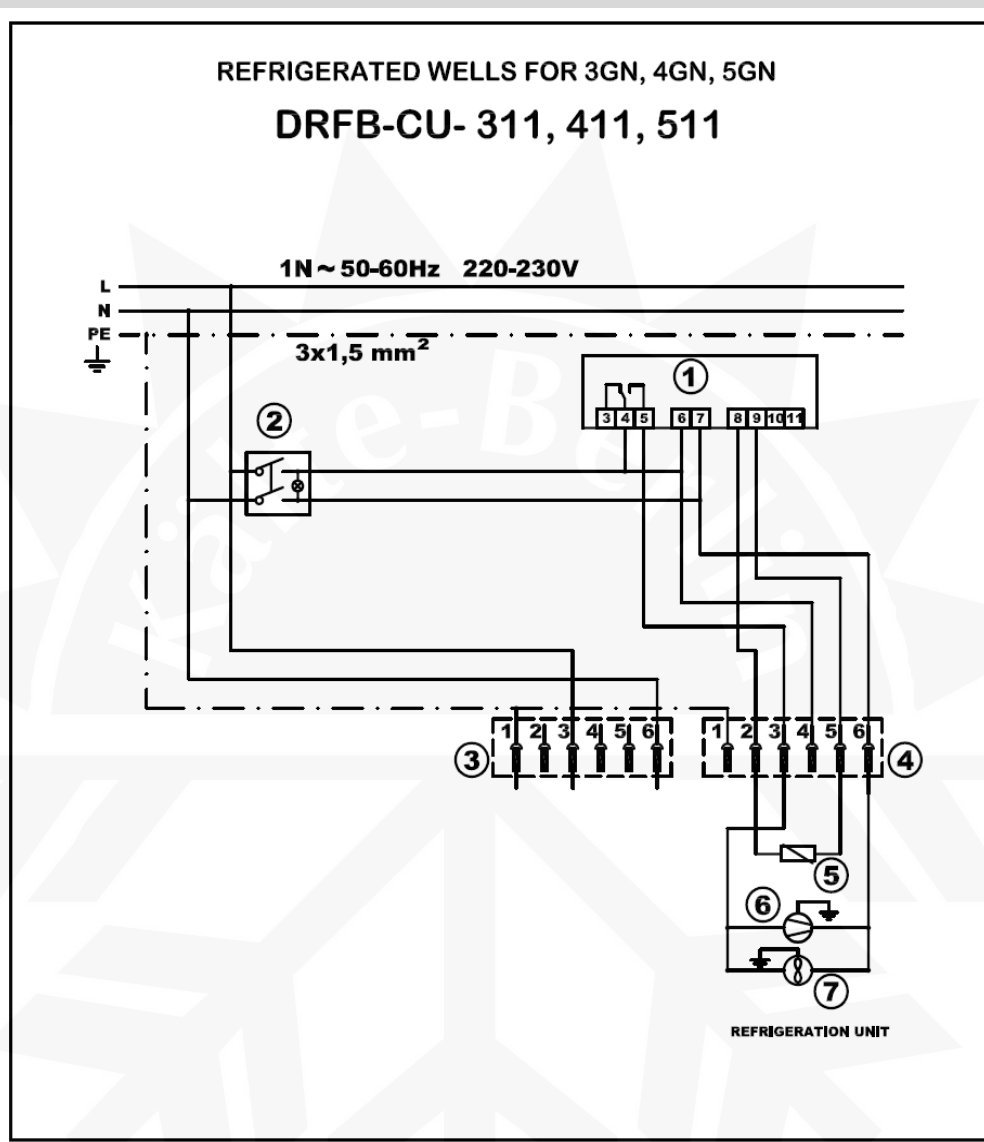 REFRIGERATED WELLS FOR 3GN, 4GN, 5GN
DRFB-CU- 311, 411, 511
1N ~ 50-60Hz 220-230V
L
N
PE
3x1,5 mm²
1
2
3 4 5 6 7 8 9 10 11
1 2 3 4 5 6
1 2 3 4 5 6
3
4
5
6
7
REFRIGERATION UNIT
Kälte-Berlin